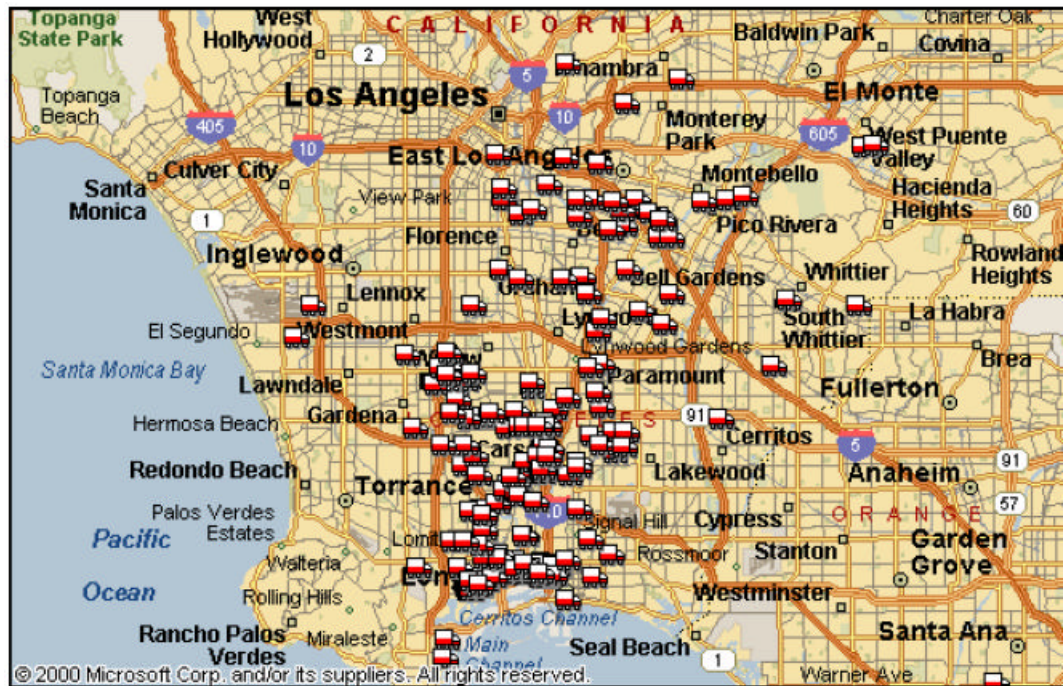 CALIFORNIA
Topanga
State Park
West
Hollywood
2
5
Baldwin Park
Charter Oak
Covina
Los Angeles
El Monte
Topanga
Beach
405
10
10
Monterey
Park
605
West Puente
Valley
Culver City
East Los Angeles
Montebello
Santa
Monica
View Park
Hacienda
Heights
1
Pico Rivera
60
Florence
Inglewood
Rowland
Heights
Bell Gardens
Whittier
Lennox
El Segundo
Westmont
South
Whittier
La Habra
Lynwood Gardens
Brea
Santa Monica Bay
Lawndale
Paramount
Fullerton
Gardena
Hermosa Beach
91
Cerritos
5
Redondo Beach
Lakewood
Anaheim
91
Torrance
57
Palos Verdes
Estates
Signal Hill
Cypress
ORANGE
Pacific
Ocean
Rossmoor
Stanton
Garden
Grove
Walteria
Rolling Hills
Westminster
Cerritos Channel
Rancho Palos
Verdes
Miraleste
Main
Channel
Seal Beach
1
Santa Ana
Warner Ave
© 2000 Microsoft Corp. and/or its suppliers. All rights reserved.